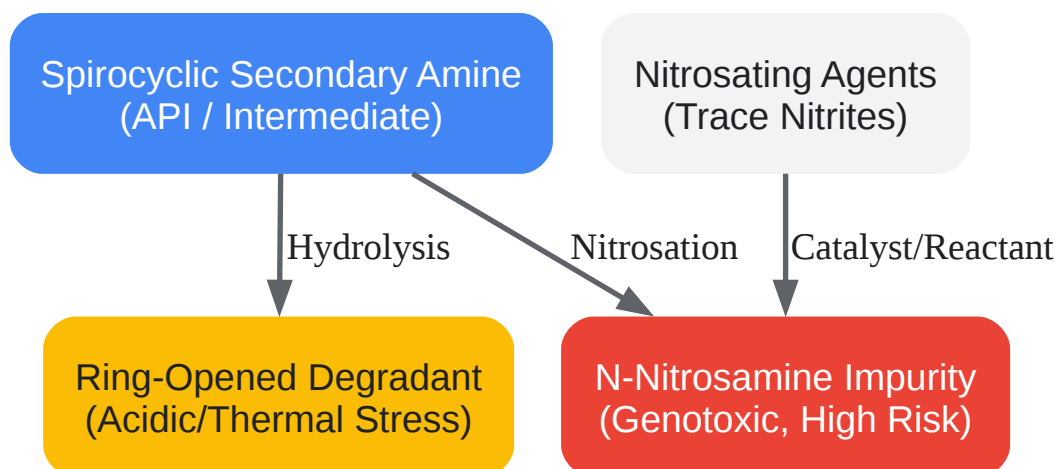 Spirocyclic Secondary Amine
(API / Intermediate)
Nitrosating Agents
(Trace Nitrites)
Hydrolysis
Nitrosation
Catalyst/Reactant
Ring-Opened Degradant
(Acidic/Thermal Stress)
N-Nitrosamine Impurity
(Genotoxic, High Risk)